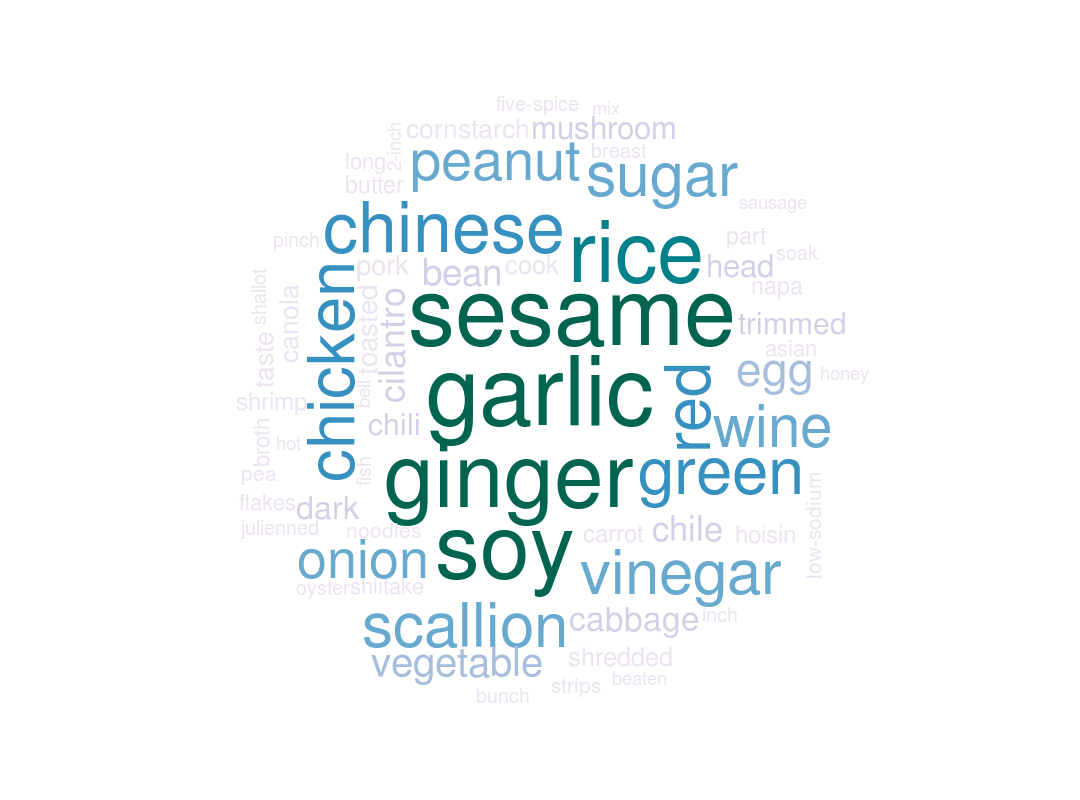 five-spice
mix
2-inch
cornstarch
mushroom
long
peanut
breast
butter
sugar
sausage
pinch
chinese
rice
part
soak
pork
bean
cook
head
napa
shallot
canola
chicken
toasted
cilantro
sesame
trimmed
asian
taste
bell
garlic
red
egg
honey
shrimp
chili
wine
broth
hot
fish
ginger
green
pea
flakes
dark
low-sodium
julienned
noodles
soy
carrot
chile
hoisin
onion
vinegar
oyster
shiitake
scallion
cabbage
inch
vegetable
shredded
bunch
strips
beaten